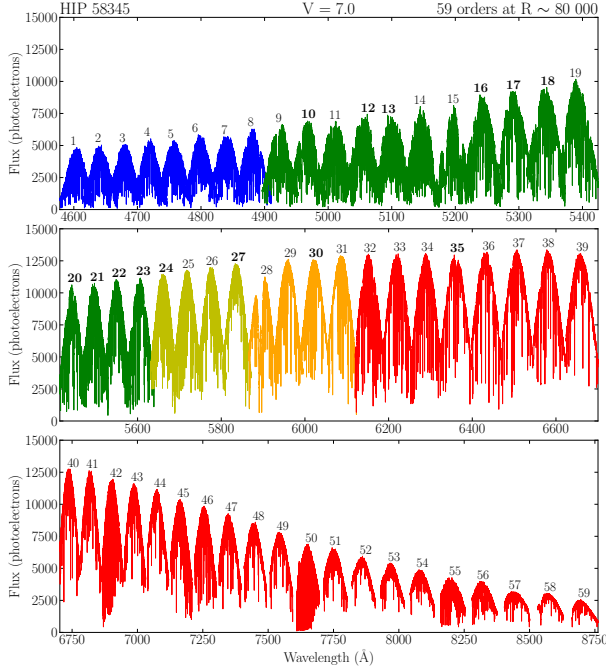 HIP 58345 V = 7.0 59 orders at R ∼ 80 000
15000
12500
10000
7500
5000
2500
0
Flux (photoelectrons)
1 2 3 4 5 6 7 8 9 10 11 12 13 14 15 16 17 18 19
4600 4700 4800 4900 5000 5100 5200 5300 5400
15000
12500
10000
7500
5000
2500
0
Flux (photoelectrons)
20 21 22 23 24 25 26 27 28 29 30 31 32 33 34 35 36 37 38 39
5600 5800 6000 6200 6400 6600
15000
12500
10000
7500
5000
2500
0
Flux (photoelectrons)
40 41 42 43 44 45 46 47 48 49 50 51 52 53 54 55 56 57 58 59
6750 7000 7250 7500 7750 8000 8250 8500 8750
Wavelength (Å)